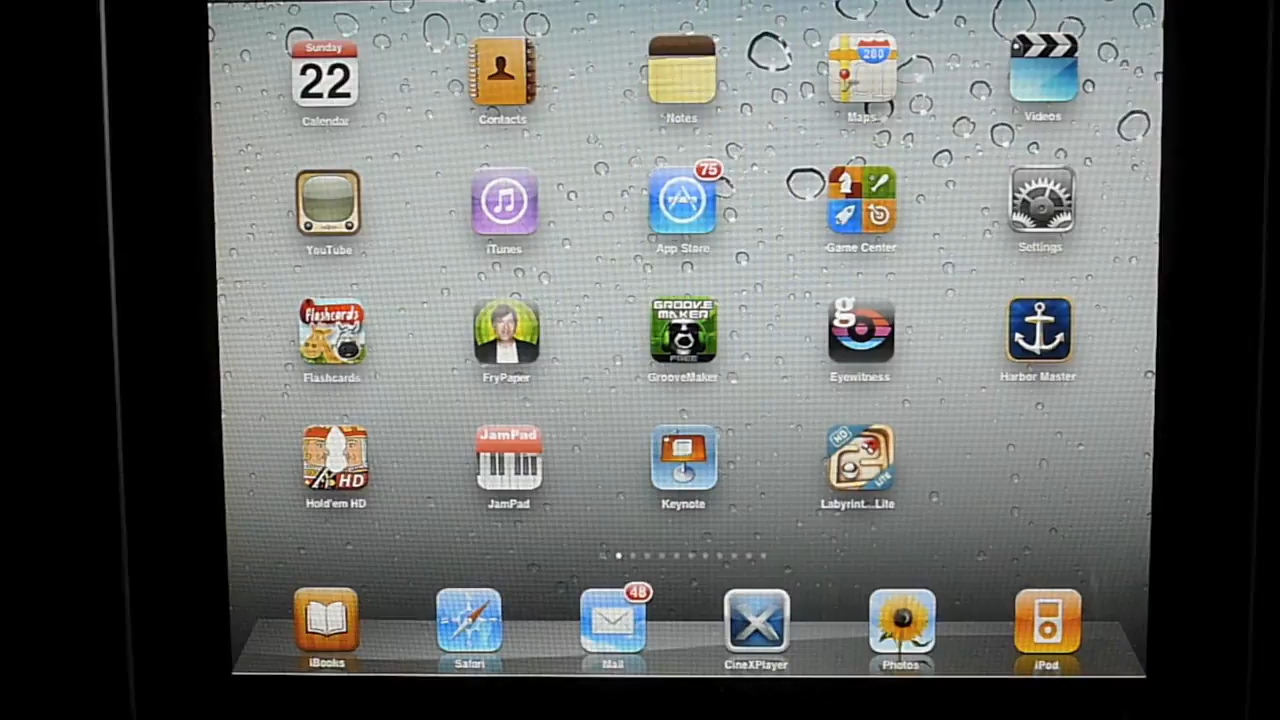 Sunday
22
Calendar
Contacts
Notes
280
Maps
Videos
YouTube
iTunes
75
App Store
Game Center
Settings
Flashcards
Flashcards
FryPaper
GROOVE
MAKER
FREE
GrooveMaker
g
Eyewitness
Harbor Master
HD
Hold'em HD
JamPad
JamPad
Keynote
HD
LITE
Labyrint...Lite
iBooks
Safari
48
Mail
CineXPlayer
Photos
iPod